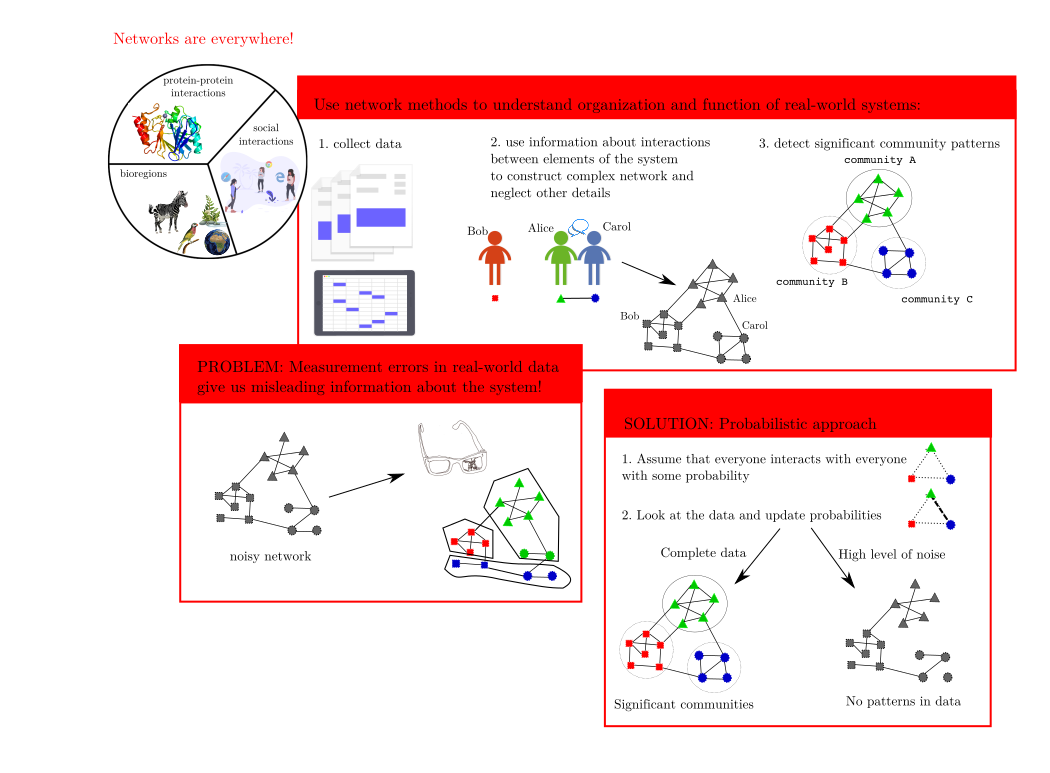 Networks are everywhere!
protein-protein
interactions
social
interactions
bioregions
Use network methods to understand organization and function of real-world systems:
1. collect data
2. use information about interactions
between elements of the system
to construct complex network and
neglect other details
Bob
Alice
Carol
Bob
Alice
Carol
3. detect significant community patterns
community A
community B
community C
PROBLEM: Measurement errors in real-world data
give us misleading information about the system!
noisy network
SOLUTION: Probabilistic approach
1. Assume that everyone interacts with everyone
with some probability
2. Look at the data and update probabilities
Complete data
High level of noise
Significant communities
No patterns in data